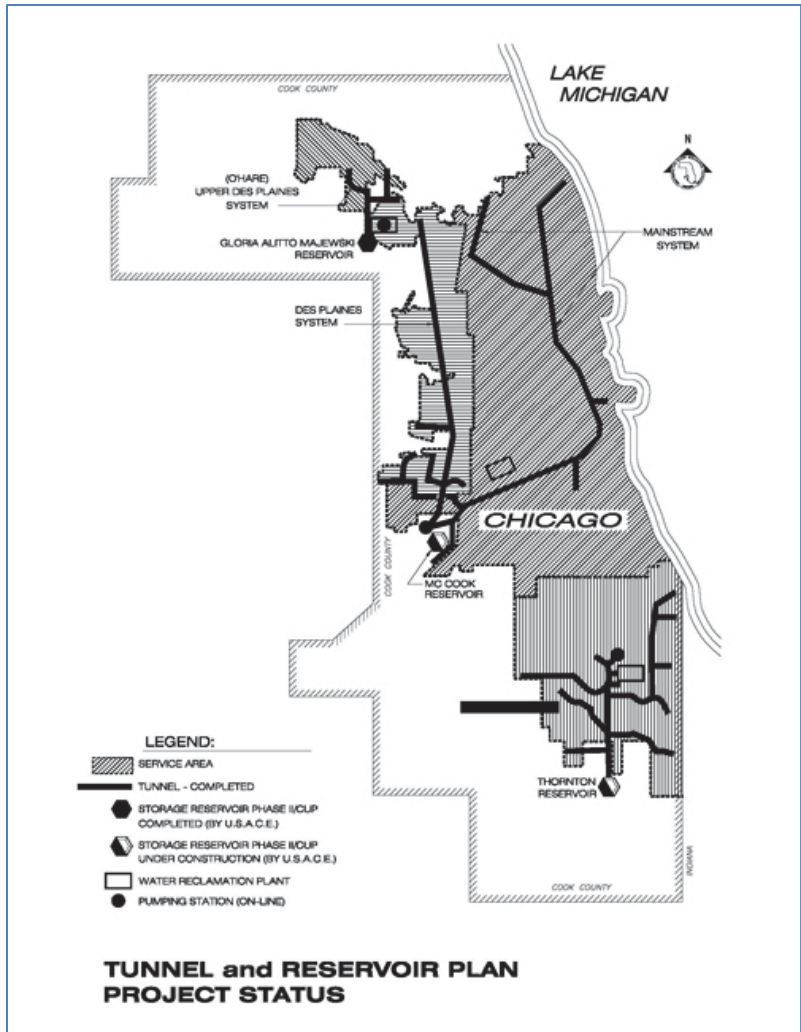 COOK COUNTY
LAKE
MICHIGAN
N
(O'HARE)
UPPER DES PLAINES
SYSTEM
GLORIA ALITTO MAJEWSKI
RESERVOIR
MAINSTREAM
SYSTEM
DES PLAINES
SYSTEM
CHICAGO
COOK COUNTY
MC COOK
RESERVOIR
THORNTON
RESERVOIR
INDIANA
COOK COUNTY
LEGEND:
SERVICE AREA
TUNNEL - COMPLETED
STORAGE RESERVOIR PHASE II/CUP
COMPLETED (BY U.S.A.C.E.)
STORAGE RESERVOIR PHASE II/CUP
UNDER CONSTRUCTION (BY U.S.A.C.E.)
WATER RECLAMATION PLANT
PUMPING STATION (ON-LINE)
TUNNEL and RESERVOIR PLAN
PROJECT STATUS